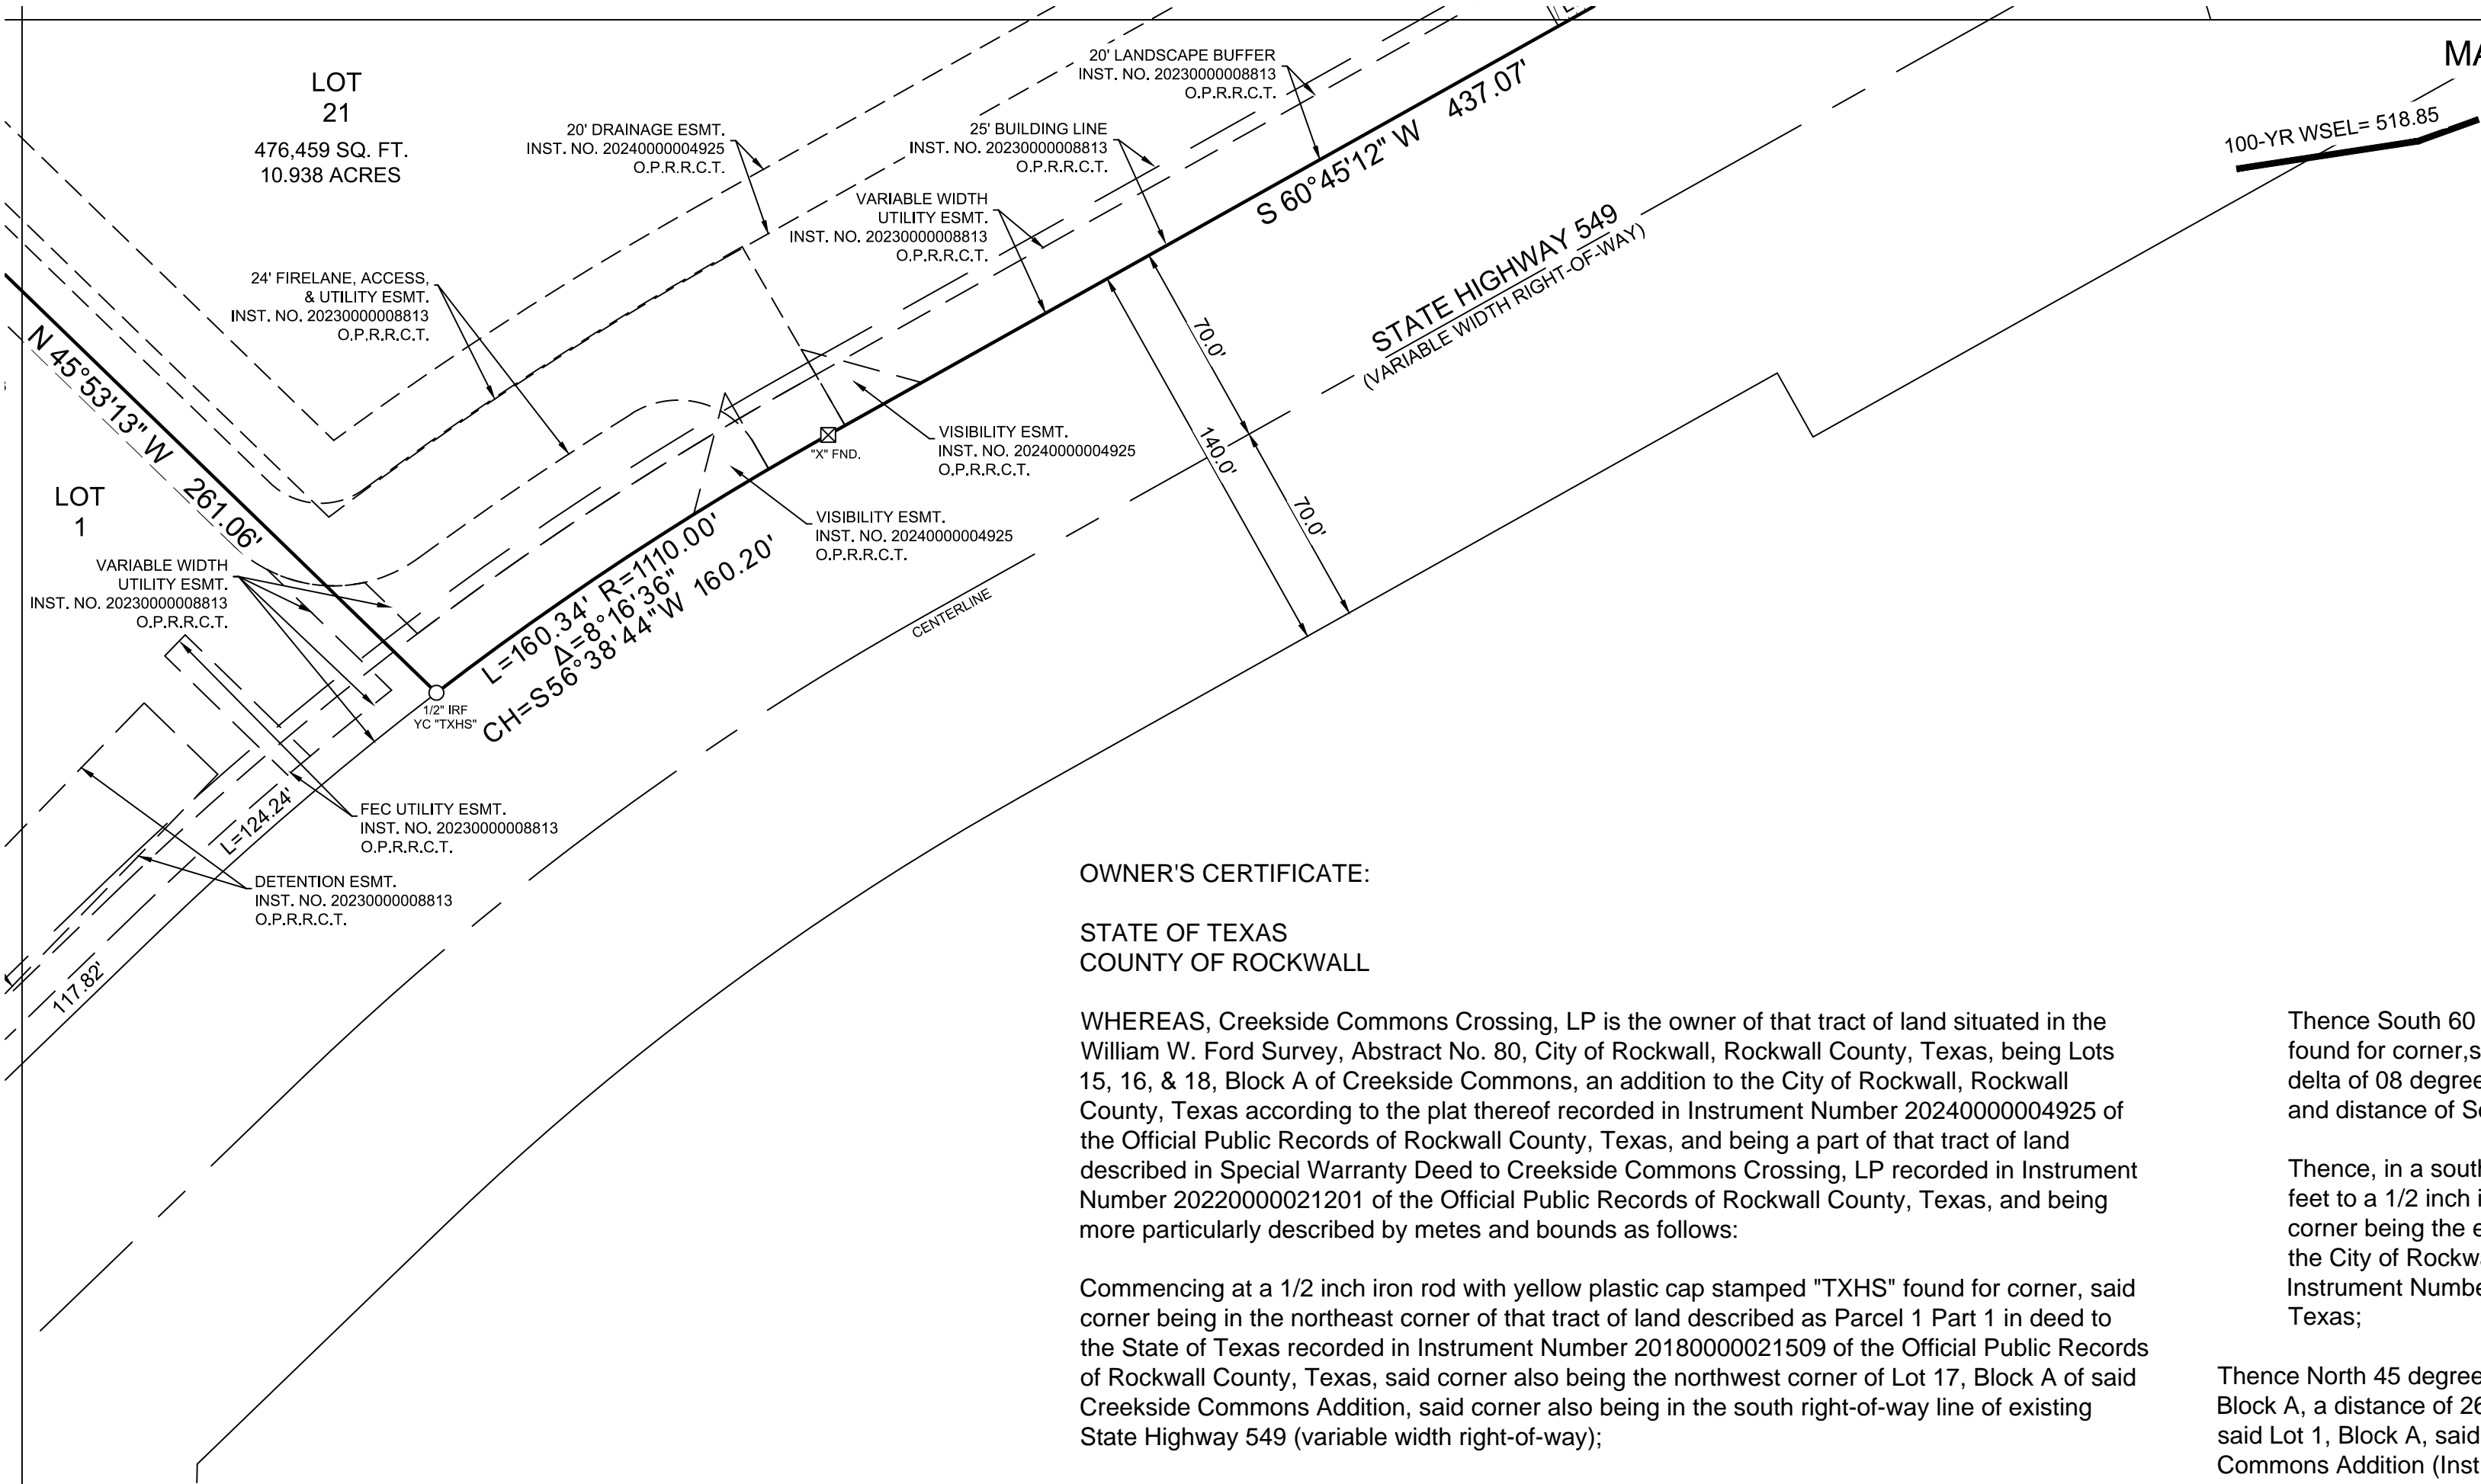 LOT
21
476,459 SQ. FT.
10.938 ACRES
20' DRAINAGE ESMT.
INST. NO. 20240000004925
O.P.R.R.C.T.
20' LANDSCAPE BUFFER
INST. NO. 20230000008813
O.P.R.R.C.T.
25' BUILDING LINE
INST. NO. 20230000008813
O.P.R.R.C.T.
VARIABLE WIDTH
UTILITY ESMT.
INST. NO. 20230000008813
O.P.R.R.C.T.
24' FIRELANE, ACCESS,
& UTILITY ESMT.
INST. NO. 20230000008813
O.P.R.R.C.T.
S 60°45'12" W 437.07'
100-YR WSEL= 518.85
STATE HIGHWAY 549
(VARIABLE WIDTH RIGHT-OF-WAY)
N 45°53'13" W 261.06'
70.0'
140.0'
70.0'
"X" FND.
VISIBILITY ESMT.
INST. NO. 20240000004925
O.P.R.R.C.T.
VISIBILITY ESMT.
INST. NO. 20240000004925
O.P.R.R.C.T.
LOT
1
VARIABLE WIDTH
UTILITY ESMT.
INST. NO. 20230000008813
O.P.R.R.C.T.
L=160.34' R=1110.00'
Δ=8°16'36"
CH=S56°38'44"W 160.20'
CENTERLINE
1/2" IRF
YC "TXHS"
FEC UTILITY ESMT.
INST. NO. 20230000008813
O.P.R.R.C.T.
L=124.24'
DETENTION ESMT.
INST. NO. 20230000008813
O.P.R.R.C.T.
117.82'
OWNER'S CERTIFICATE:
STATE OF TEXAS
COUNTY OF ROCKWALL
WHEREAS, Creekside Commons Crossing, LP is the owner of that tract of land situated in the
William W. Ford Survey, Abstract No. 80, City of Rockwall, Rockwall County, Texas, being Lots
15, 16, & 18, Block A of Creekside Commons, an addition to the City of Rockwall, Rockwall
County, Texas according to the plat thereof recorded in Instrument Number 20240000004925 of
the Official Public Records of Rockwall County, Texas, and being a part of that tract of land
described in Special Warranty Deed to Creekside Commons Crossing, LP recorded in Instrument
Number 20220000021201 of the Official Public Records of Rockwall County, Texas, and being
more particularly described by metes and bounds as follows:
Commencing at a 1/2 inch iron rod with yellow plastic cap stamped "TXHS" found for corner, said
corner being in the northeast corner of that tract of land described as Parcel 1 Part 1 in deed to
the State of Texas recorded in Instrument Number 20180000021509 of the Official Public Records
of Rockwall County, Texas, said corner also being the northwest corner of Lot 17, Block A of said
Creekside Commons Addition, said corner also being in the south right-of-way line of existing
State Highway 549 (variable width right-of-way);
Thence South 60
found for corner,s
delta of 08
and distance of
Thence, in a
feet to a 1/2 inch
corner being the
the City of
Instrument
Texas;
Thence North 45
Block A, a distance of 26
said Lot 1, Block A, said
Commons Addition